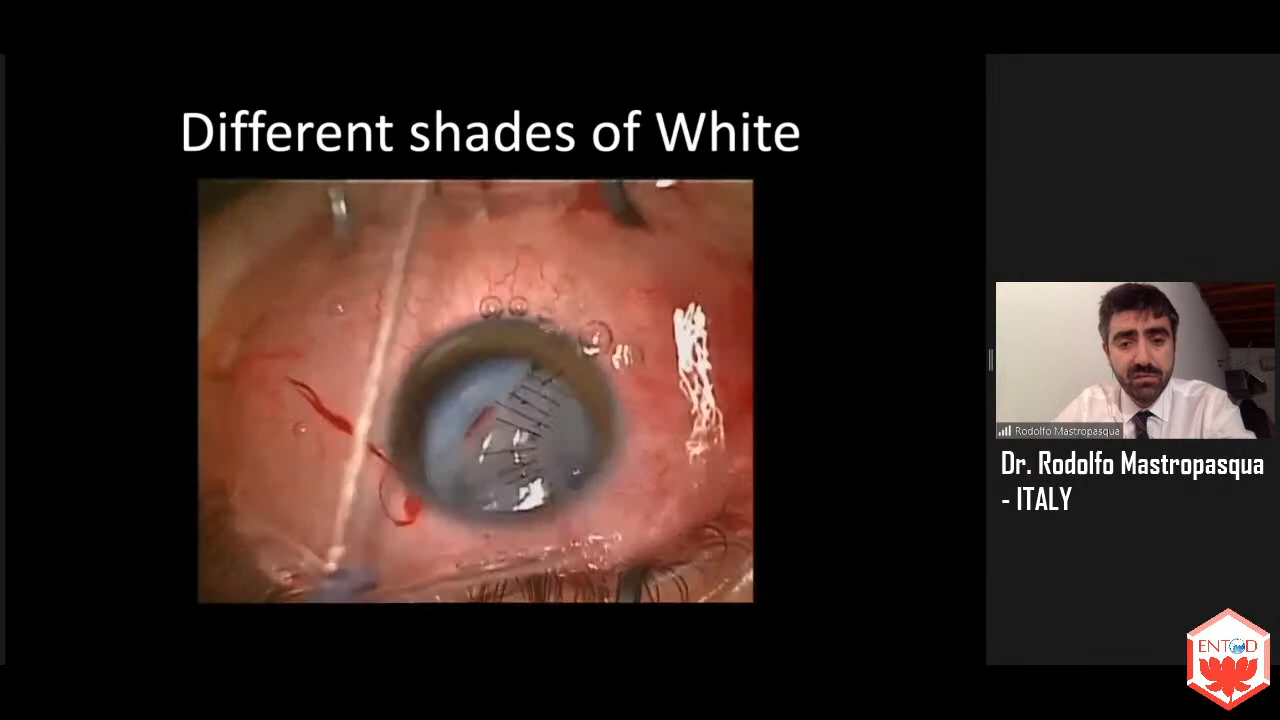 Different shades of White
Rodolfo Mastropasqua
Dr. Rodolfo Mastropasqua
- ITALY
ENTOD